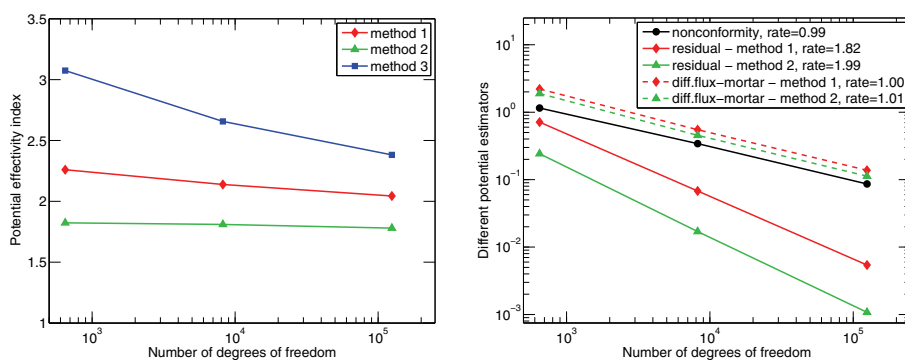 3.5
3
2.5
2
1.5
1
Potential effectivity index
method 1
method 2
method 3
10^3
10^4
10^5
Number of degrees of freedom
10^1
10^0
10^-1
10^-2
10^-3
Different potential estimators
nonconformity, rate=0.99
residual - method 1, rate=1.82
residual - method 2, rate=1.99
diff.flux-mortar - method 1, rate=1.00
diff.flux-mortar - method 2, rate=1.01
10^3
10^4
10^5
Number of degrees of freedom